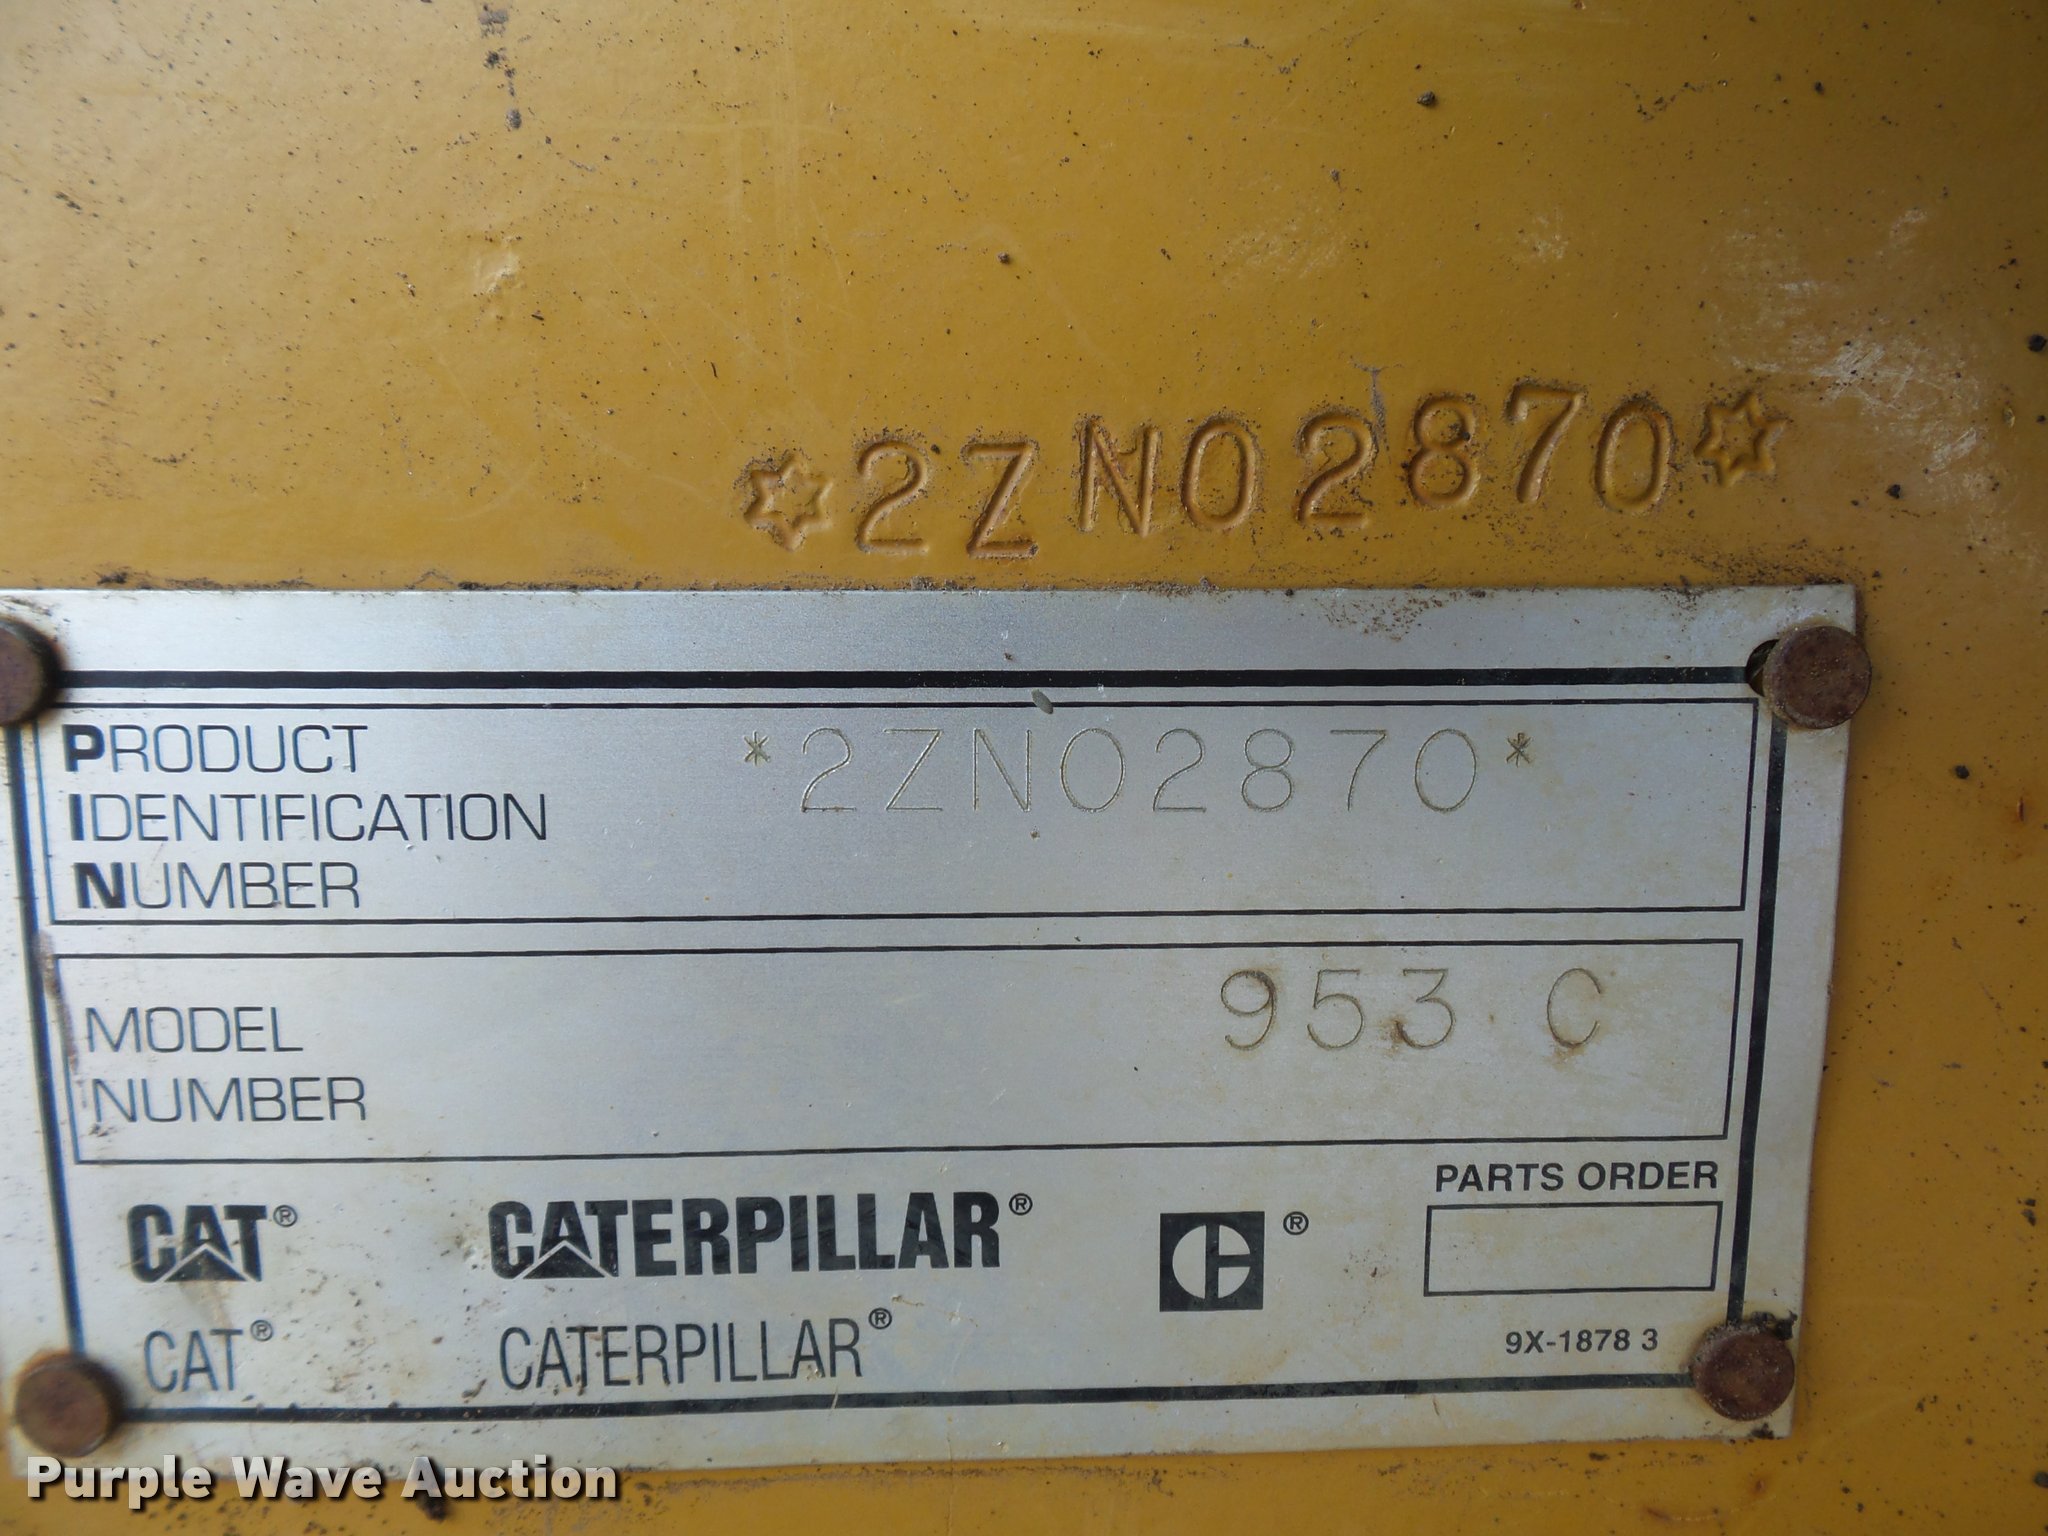 ☆2ZN02870☆
PRODUCT
IDENTIFICATION
NUMBER
*2ZN02870*
MODEL
NUMBER
953 C
CAT® CATERPILLAR® ®
CAT® CATERPILLAR®
PARTS ORDER
9X-1878 3
Purple Wave Auction